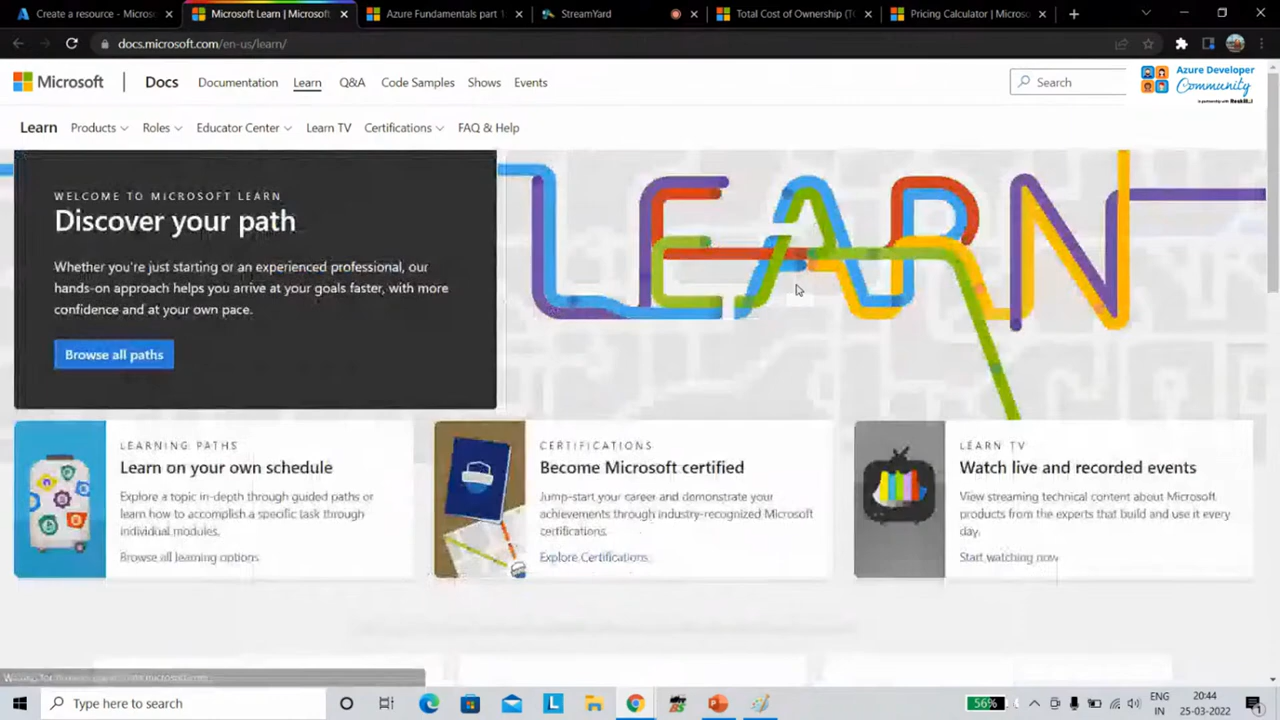 Create a resource - Microso
Microsoft Learn | Microsoft
Azure Fundamentals part
StreamYard
Total Cost of Ownership (T
Pricing Calculator | Microso
docs.microsoft.com/en-us/learn/
Microsoft
Docs
Documentation
Learn
Q&A
Code Samples
Shows
Events
Search
Azure Developer
Community
Learn
Products
Roles
Educator Center
Learn TV
Certifications
FAQ & Help
WELCOME TO MICROSOFT LEARN
Discover your path
Whether you're just starting or an experienced professional, our
hands-on approach helps you arrive at your goals faster, with more
confidence and at your own pace.
Browse all paths
LEARN
LEARNING PATHS
Learn on your own schedule
Explore a topic in-depth through guided paths or
learn how to accomplish a specific task through
individual modules.
Browse all learning options
CERTIFICATIONS
Become Microsoft certified
Jump-start your career and demonstrate your
achievements through industry-recognized Microsoft
certifications.
Explore Certifications
LEARN TV
Watch live and recorded events
View streaming technical content about Microsoft
products from the experts that build and use it every
day.
Start watching now
Type here to search
L
56%
ENG
IN
20:44
25-03-2022
1